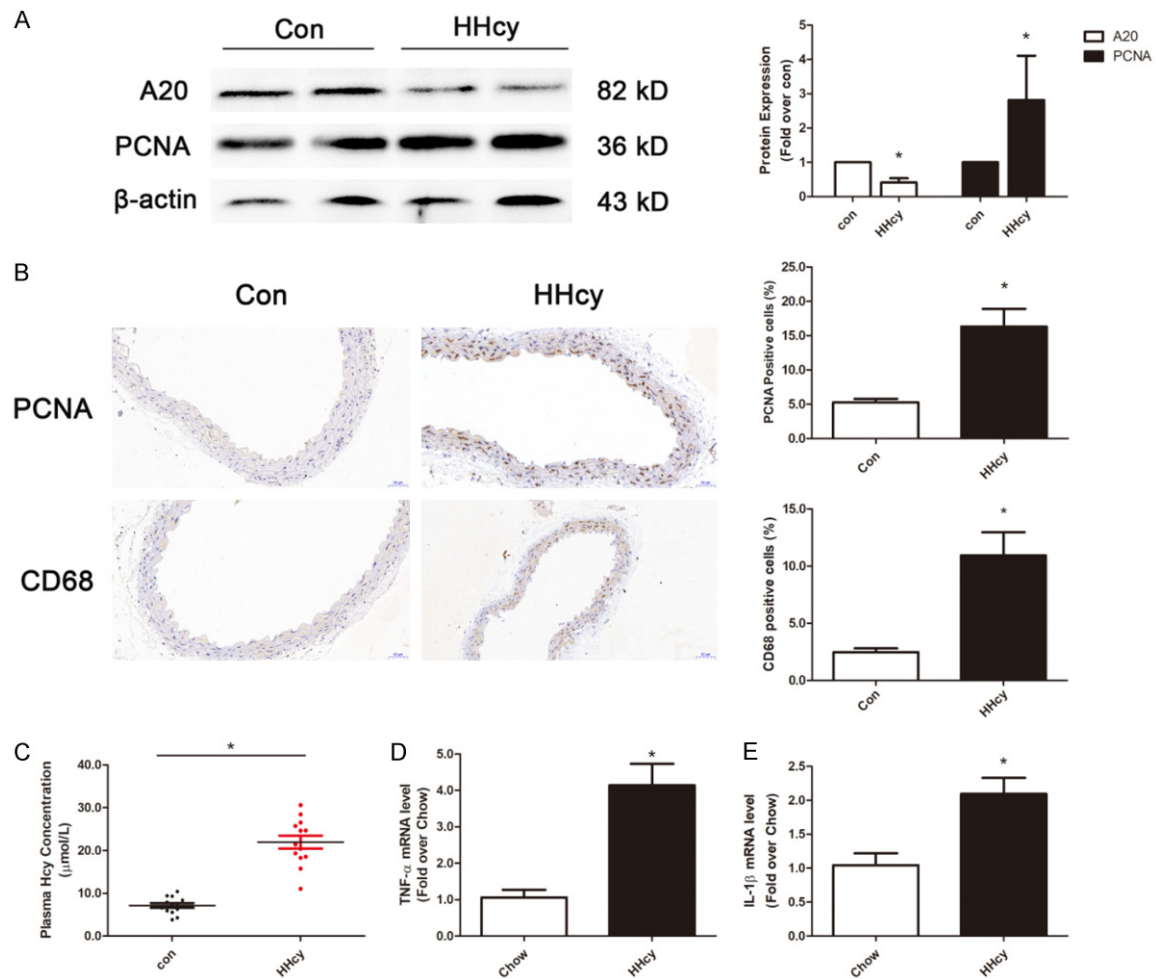 A
Con HHcy
A20 82 kD
PCNA 36 kD
β-actin 43 kD
Protein Expression
(Fold over con)
5
4
3
2
1
0
* *
con HHcy con HHcy
A20
PCNA
B
Con HHcy
PCNA
CD68
PCNA Positive cells (%)
25.0
20.0
15.0
10.0
5.0
0.0
*
Con HHcy
CD68 positive cells (%)
15.0
10.0
5.0
0.0
*
Con HHcy
C
Plasma Hcy Concentration
(μmol/L)
40.0
30.0
20.0
10.0
0.0
*
con HHcy
D
TNF-α mRNA level
(Fold over Chow)
5.0
4.0
3.0
2.0
1.0
0.0
*
Chow HHcy
E
IL-1β mRNA level
(Fold over Chow)
2.5
2.0
1.5
1.0
0.5
0.0
*
Chow HHcy